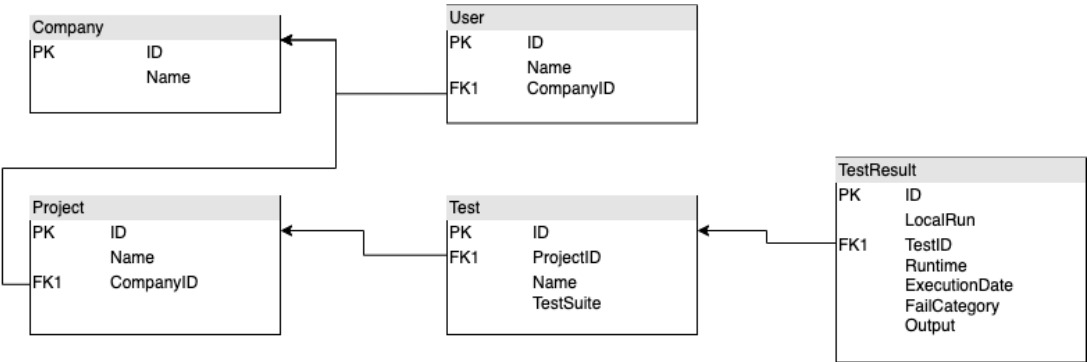 Company
PK ID
Name
User
PK ID
Name
FK1 CompanyID
Project
PK ID
Name
FK1 CompanyID
Test
PK ID
FK1 ProjectID
Name
TestSuite
TestResult
PK ID
LocalRun
FK1 TestID
Runtime
ExecutionDate
FailCategory
Output